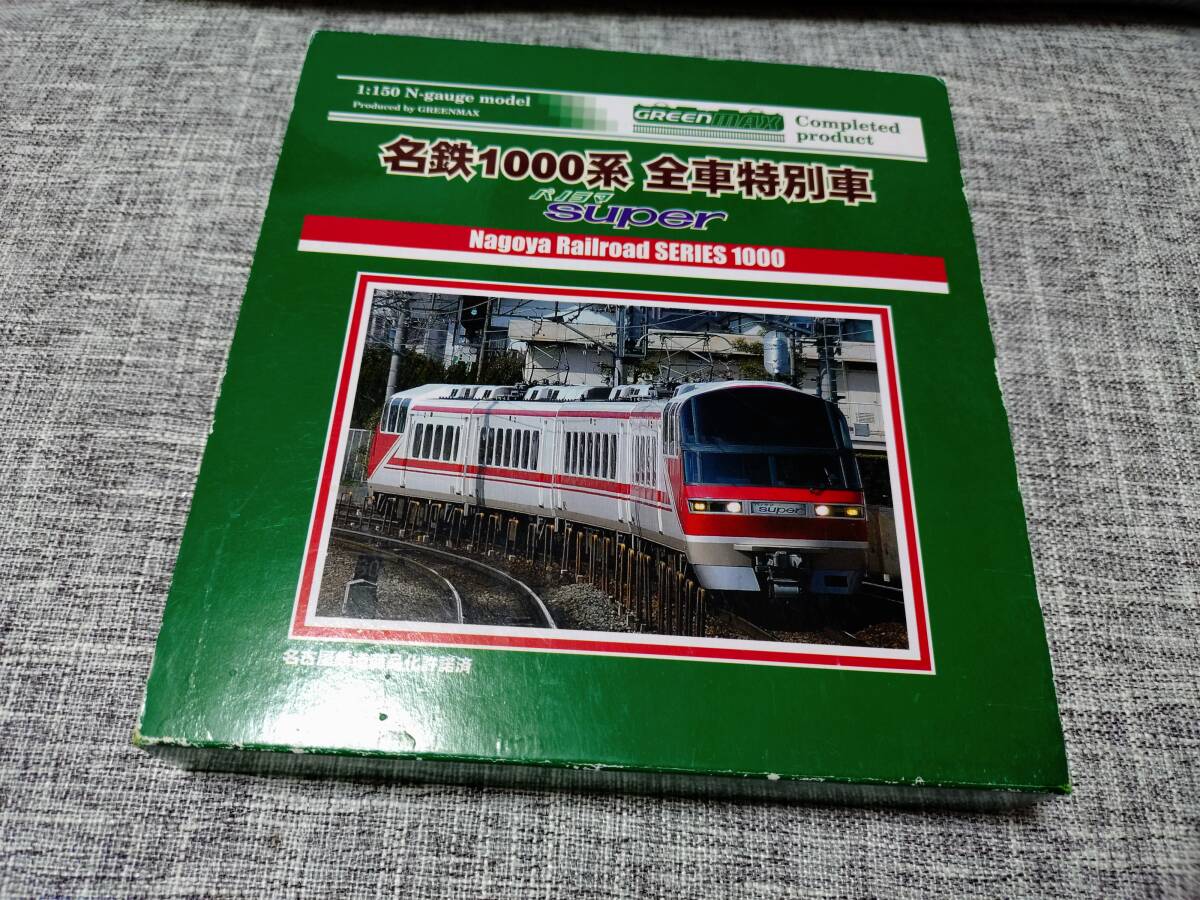 1:150 N-gauge model
Produced by GREENMAX
GREENMAX
Completed
product
名鉄1000系 全車特別車
パノラマ
super
Nagoya Railroad SERIES 1000
super
名古屋鉄道商品化許諾済